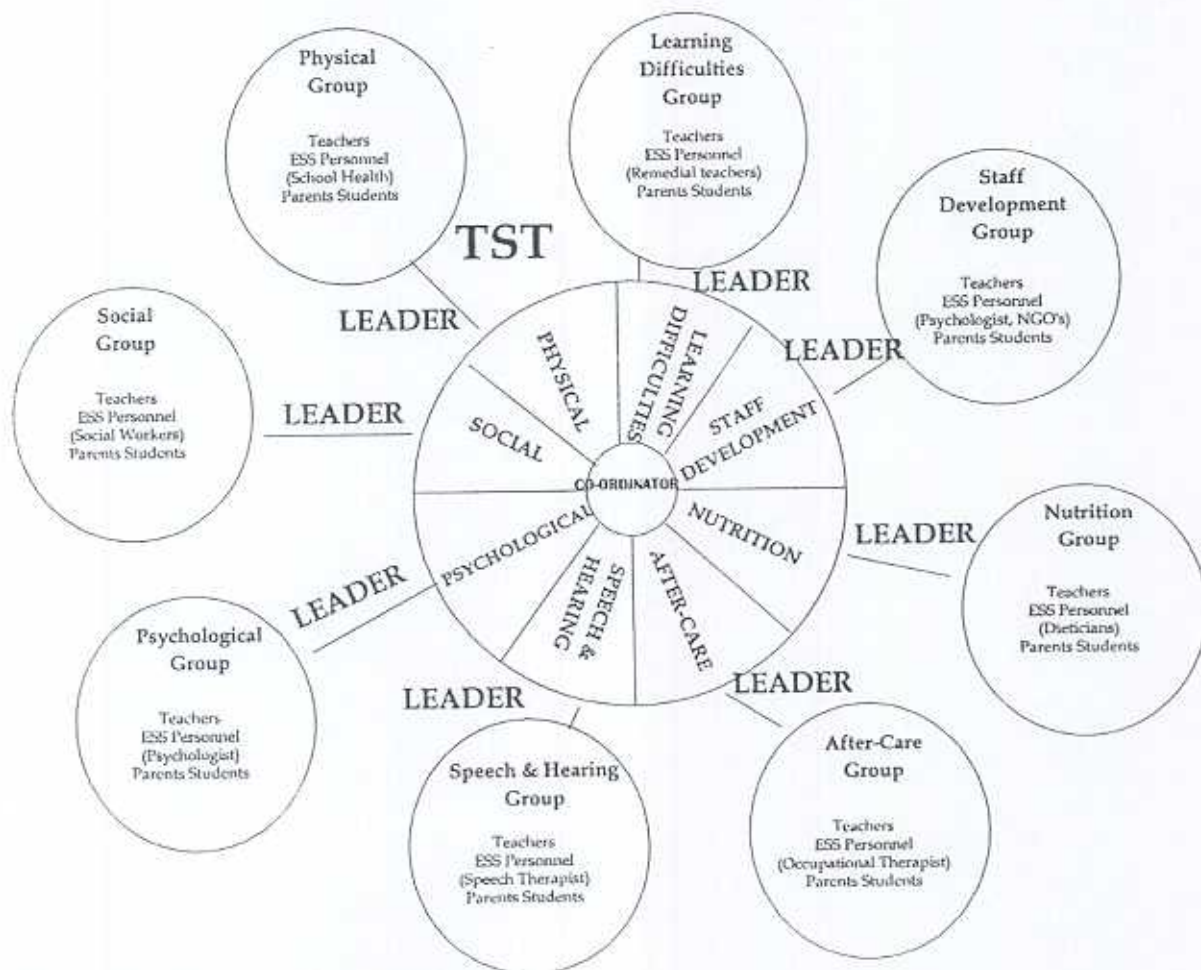 Physical
Group
Teachers
ESS Personnel
(School Health)
Parents Students
Learning
Difficulties
Group
Teachers
ESS Personnel
(Remedial teachers)
Parents Students
Staff
Development
Group
Teachers
ESS Personnel
(Psychologist, NGO's)
Parents Students
TST
LEADER
LEADER
LEADER
Social
Group
Teachers
ESS Personnel
(Social Workers)
Parents Students
LEADER
PHYSICAL
LEARNING
DIFFICULTIES
STAFF
DEVELOPMENT
SOCIAL
CO-ORDINATOR
PSYCHOLOGICAL
NUTRITION
SPEECH &
HEARING
AFTER-CARE
LEADER
Nutrition
Group
Teachers
ESS Personnel
(Dieticians)
Parents Students
LEADER
Psychological
Group
Teachers
ESS Personnel
(Psychologist)
Parents Students
LEADER
LEADER
Speech & Hearing
Group
Teachers
ESS Personnel
(Speech Therapist)
Parents Students
After-Care
Group
Teachers
ESS Personnel
(Occupational Therapist)
Parents Students